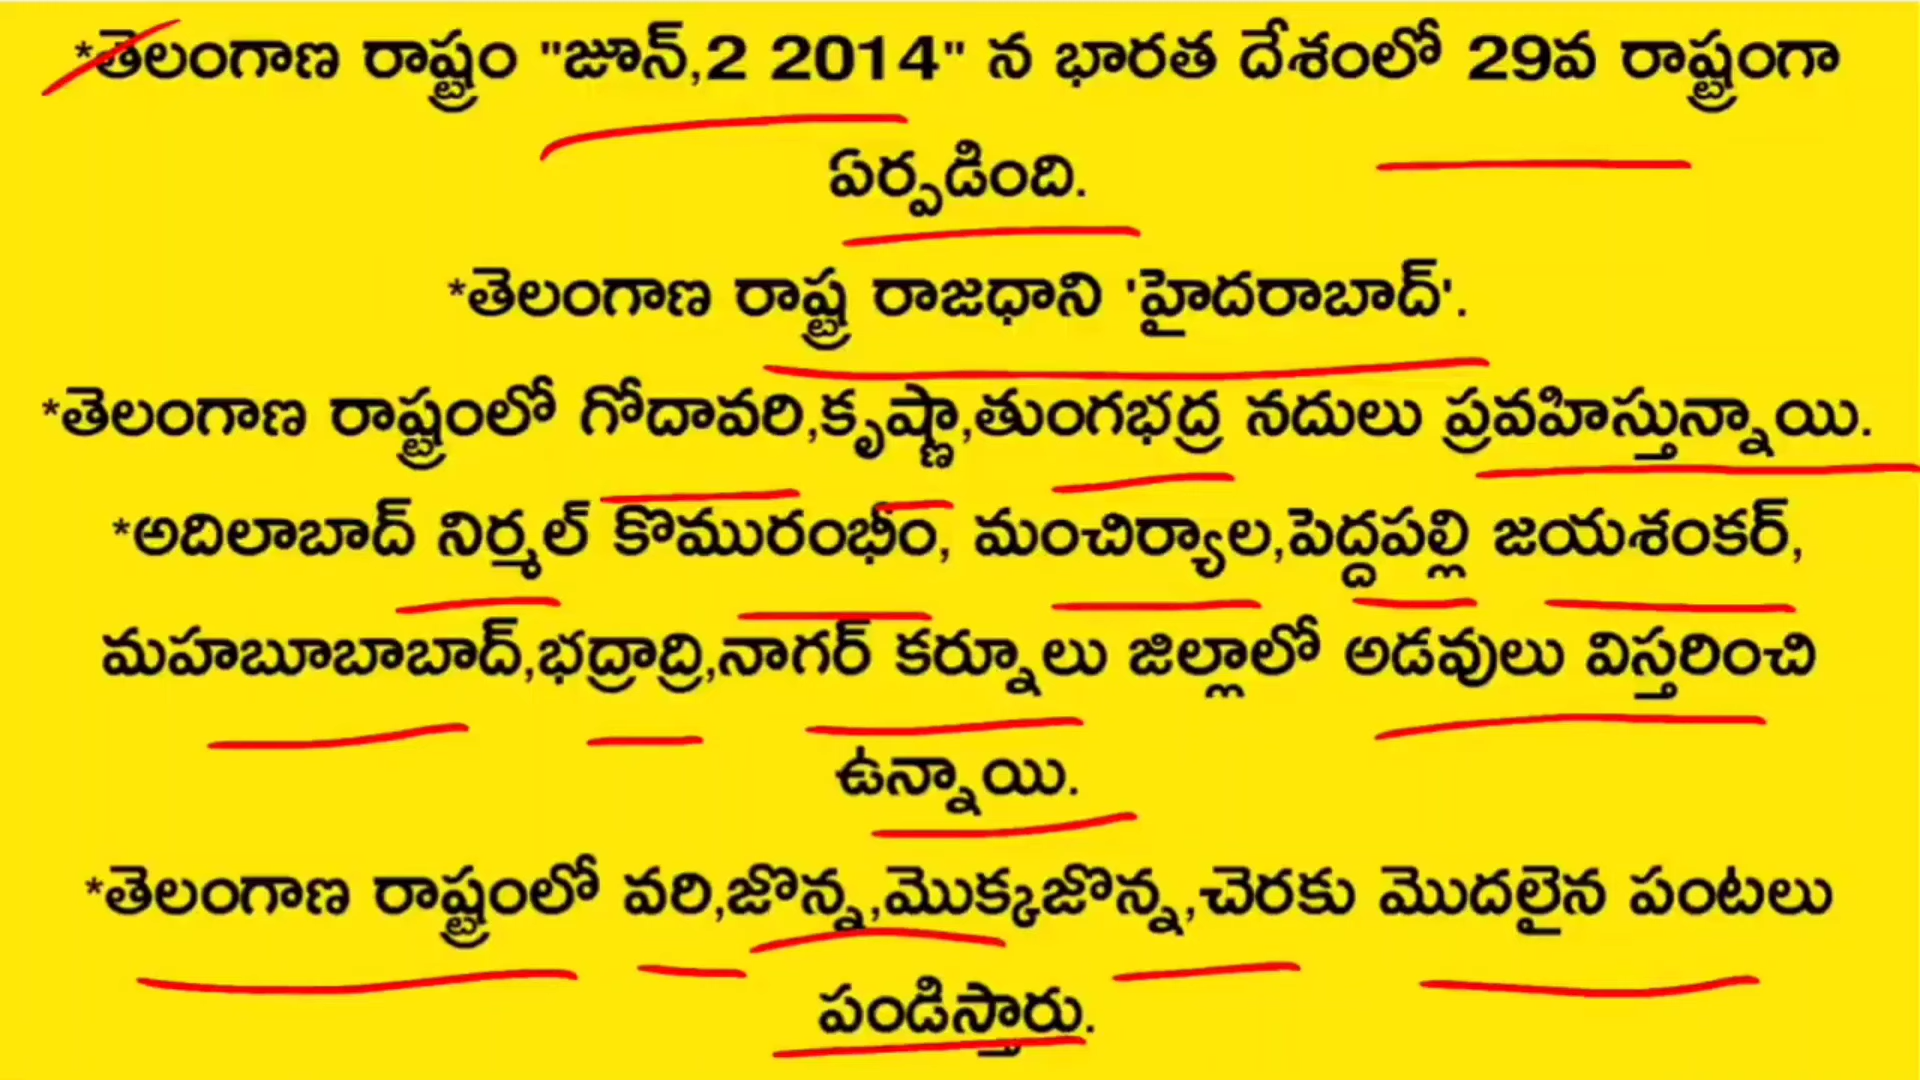 *తెలంగాణ రాష్ట్రం "జూన్,2 2014" న భారత దేశంలో 29వ రాష్ట్రంగా
ఏర్పడింది.
*తెలంగాణ రాష్ట్ర రాజధాని 'హైదరాబాద్'.
*తెలంగాణ రాష్ట్రంలో గోదావరి,కృష్ణా,తుంగభద్ర నదులు ప్రవహిస్తున్నాయి.
*అదిలాబాద్ నిర్మల్ కొమురంభీం, మంచిర్యాల,పెద్దపల్లి జయశంకర్,
మహబూబాబాద్,భద్రాద్రి,నాగర్ కర్నూలు జిల్లాలో అడవులు విస్తరించి
ఉన్నాయి.
*తెలంగాణ రాష్ట్రంలో వరి,జొన్న,మొక్కజొన్న,చెరకు మొదలైన పంటలు
పండిస్తారు.